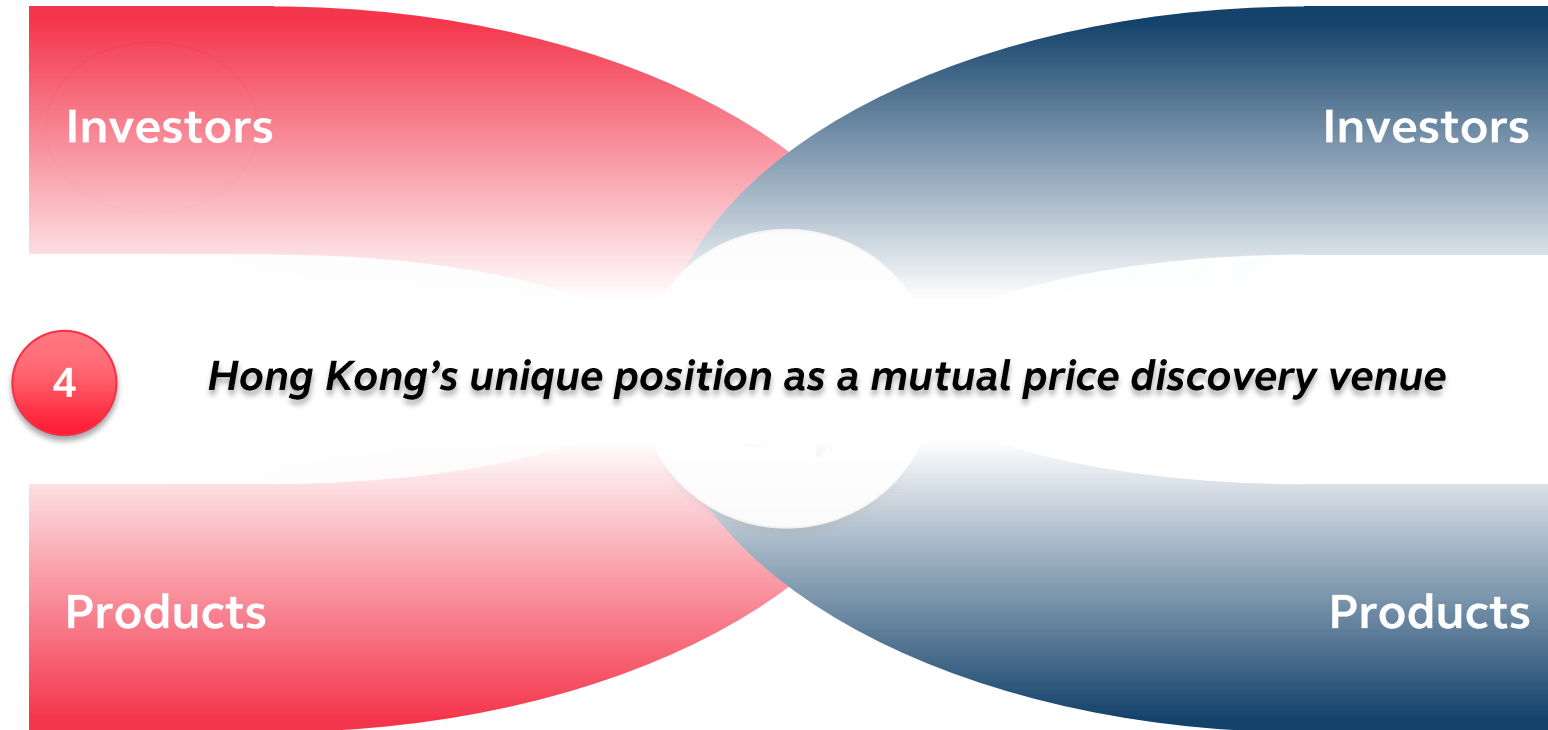 Investors
Investors
4
Hong Kong’s unique position as a mutual price discovery venue
Products
Products